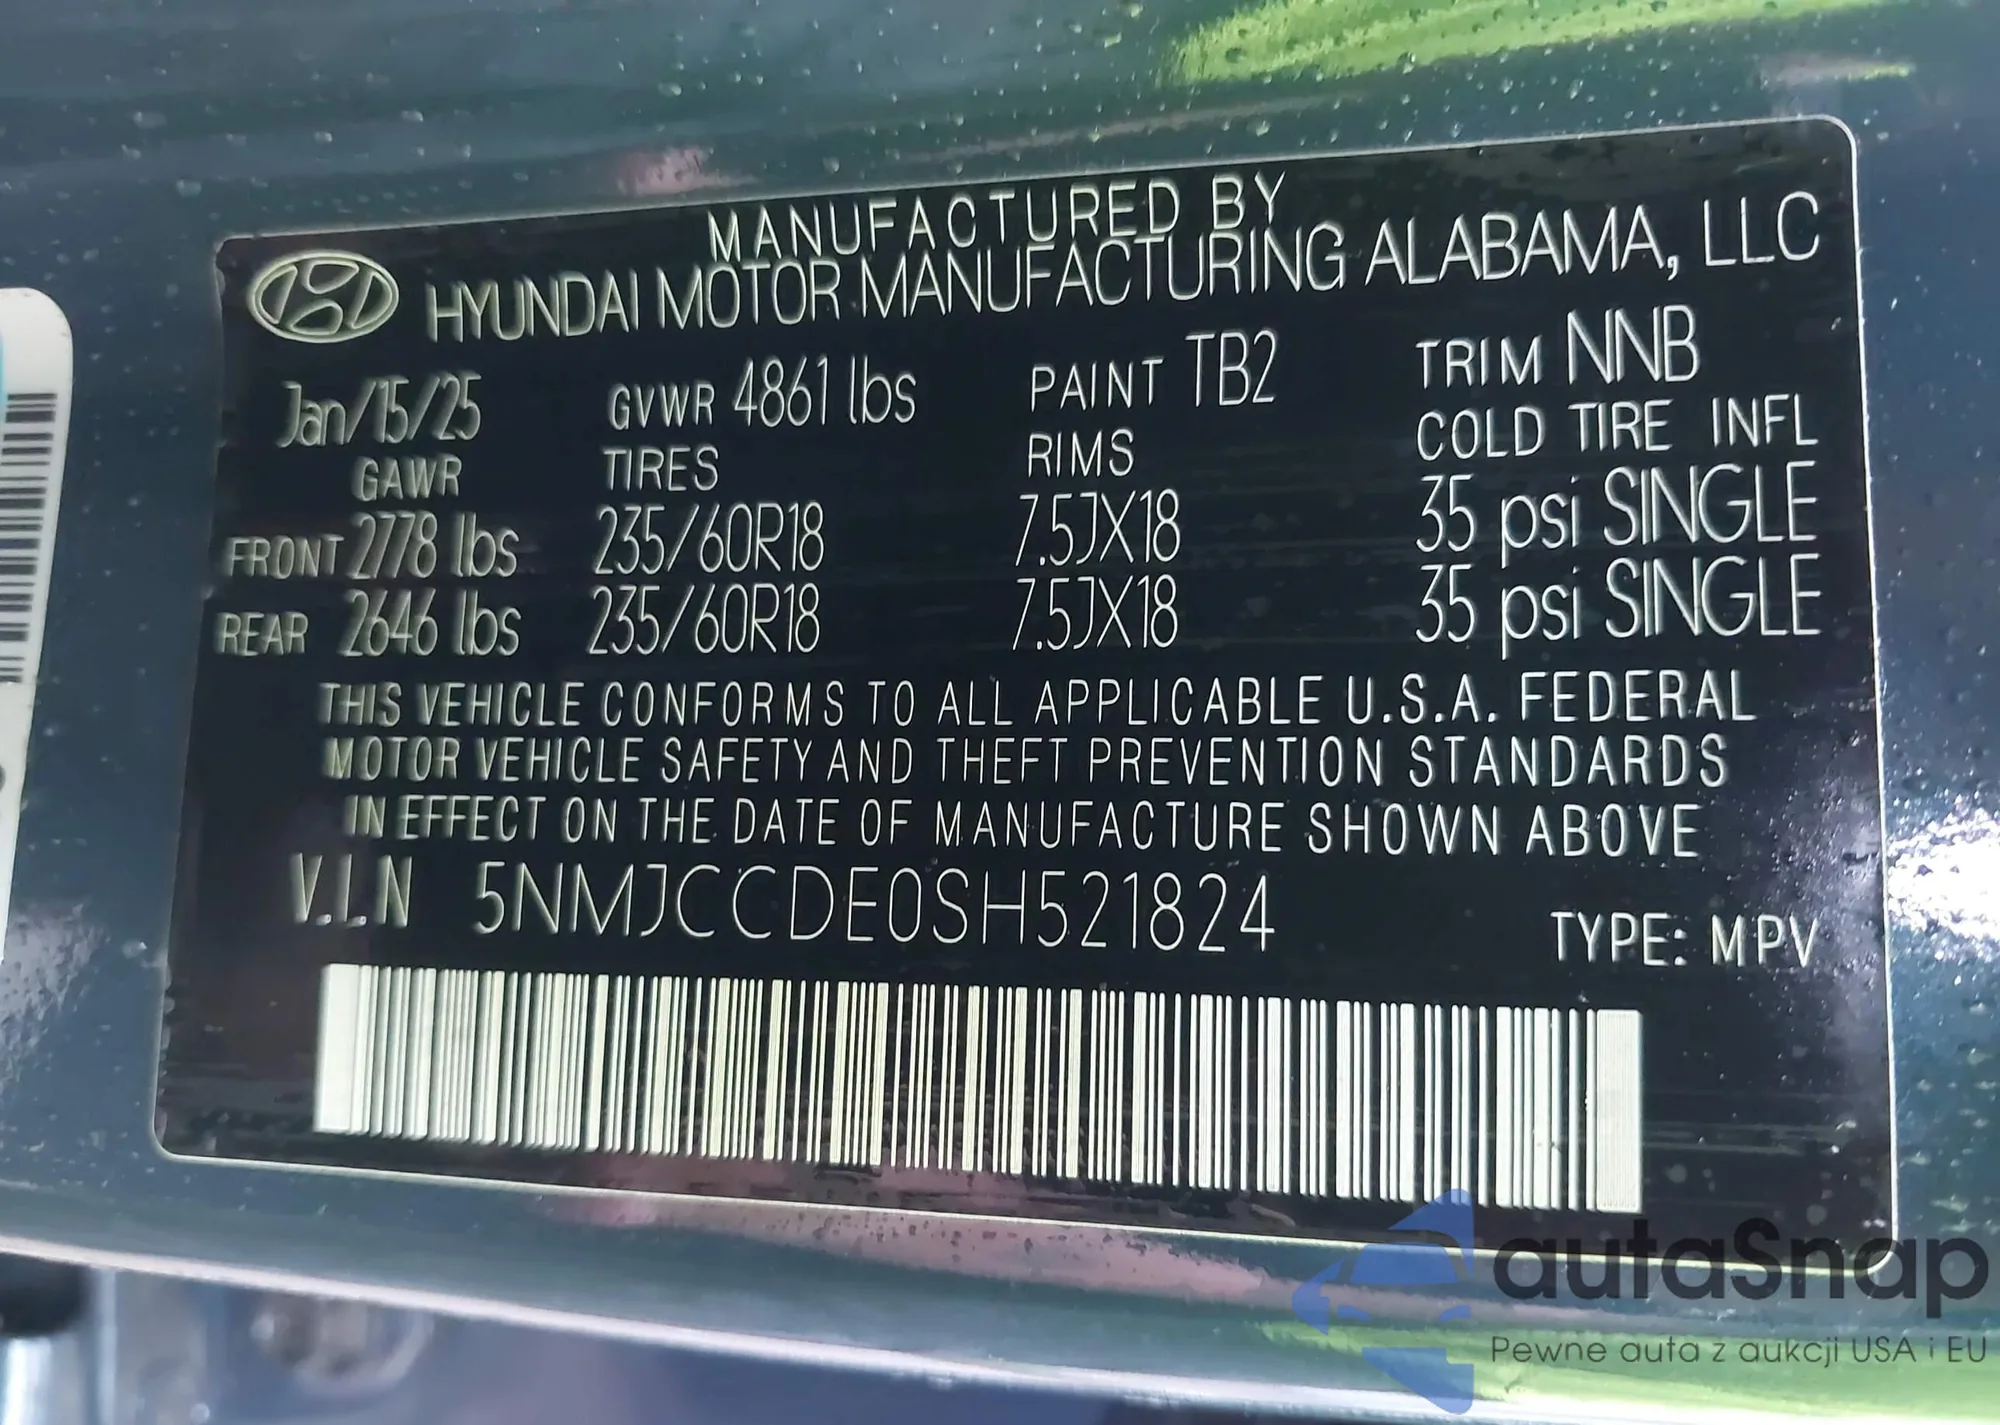 MANUFACTURED BY
HYUNDAI MOTOR MANUFACTURING ALABAMA, LLC
Jan/15/25 GVWR 4861 lbs PAINT TB2 TRIM NNB
GAWR TIRES RIMS COLD TIRE INFL
FRONT 2778 lbs 235/60R18 7.5JX18 35 psi SINGLE
REAR 2646 lbs 235/60R18 7.5JX18 35 psi SINGLE
THIS VEHICLE CONFORMS TO ALL APPLICABLE U.S.A. FEDERAL
MOTOR VEHICLE SAFETY AND THEFT PREVENTION STANDARDS
IN EFFECT ON THE DATE OF MANUFACTURE SHOWN ABOVE
V.I.N 5NMJCCDE0SH521824 TYPE: MPV
autaSnap
Pewne auta z aukcji USA i EU